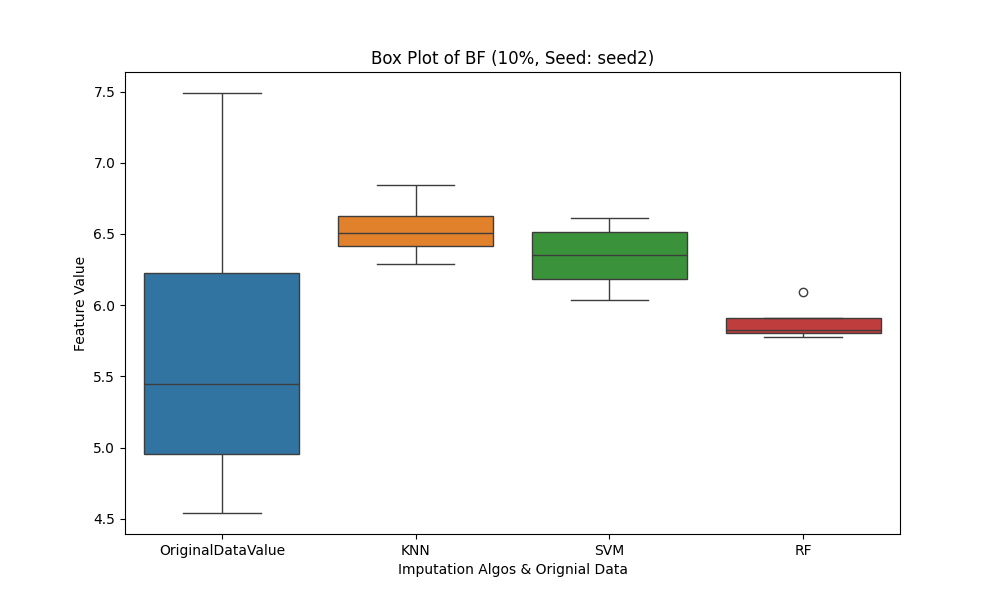 Box Plot of BF (10%, Seed: seed2)
Feature Value
7.5
7.0
6.5
6.0
5.5
5.0
4.5
OriginalDataValue
KNN
SVM
RF
Imputation Algos & Orignial Data